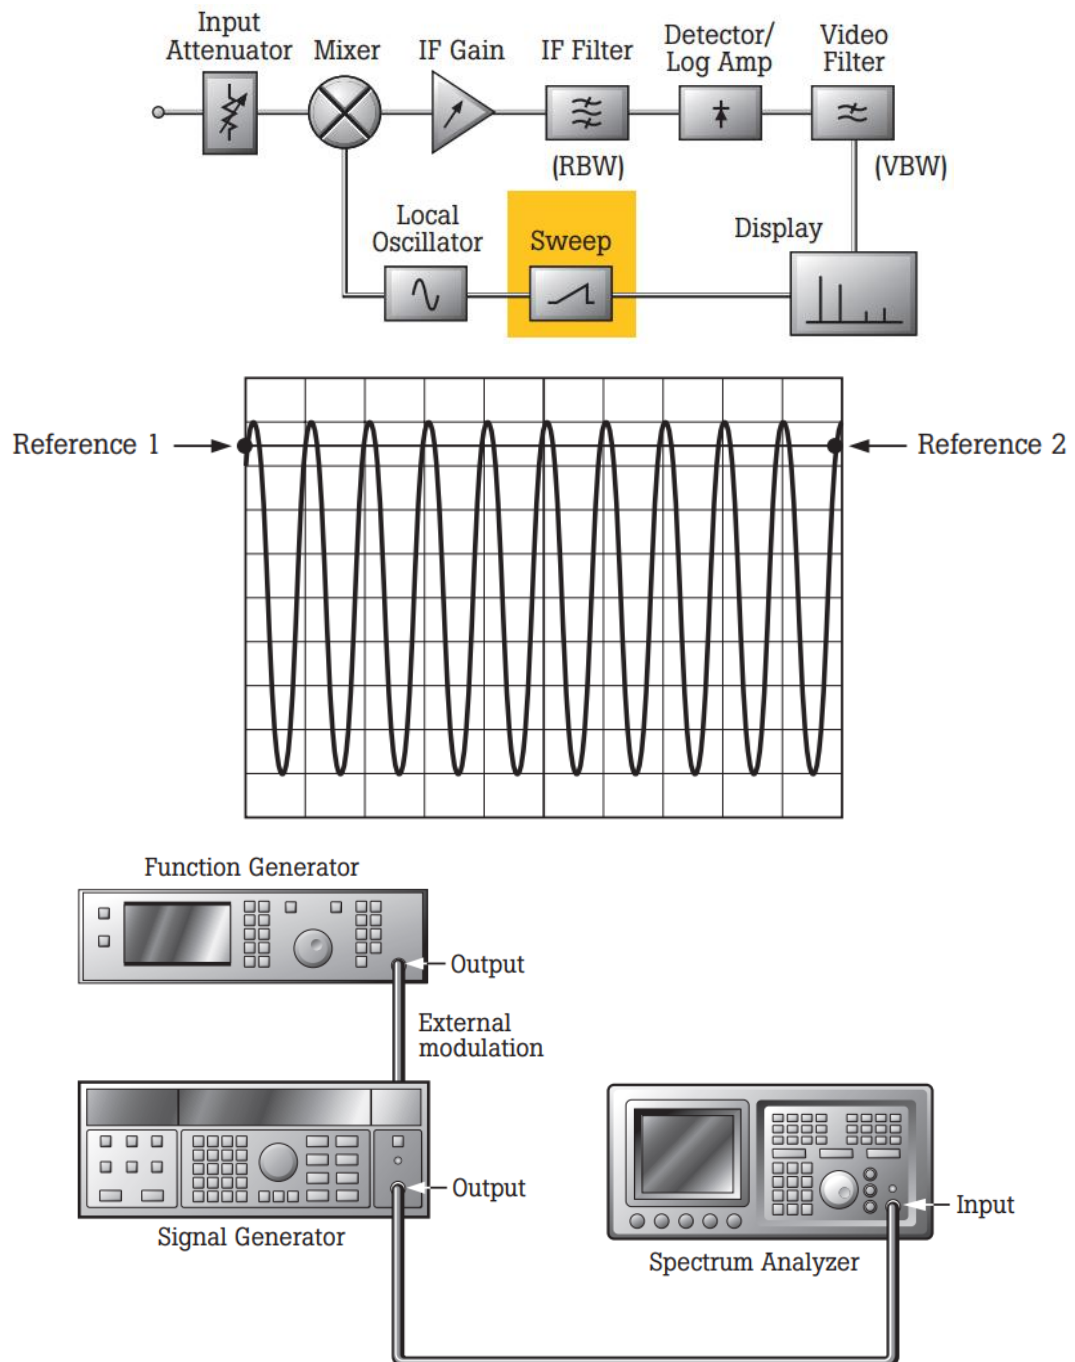 Input
Attenuator
Mixer
IF Gain
IF Filter
Detector/
Log Amp
Video
Filter
(RBW)
(VBW)
Local
Oscillator
Sweep
Display
Reference 1
Reference 2
Function Generator
Output
External
modulation
Output
Signal Generator
Input
Spectrum Analyzer